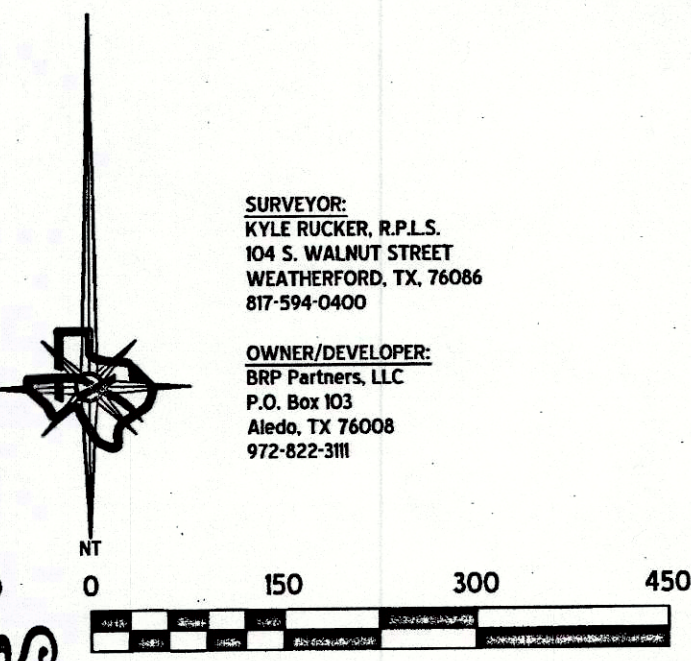 SURVEYOR:
KYLE RUCKER, R.P.L.S.
104 S. WALNUT STREET
WEATHERFORD, TX, 76086
817-594-0400
OWNER/DEVELOPER:
BRP Partners, LLC
P.O. Box 103
Aledo, TX 76008
972-822-3111
NT
0 150 300 450